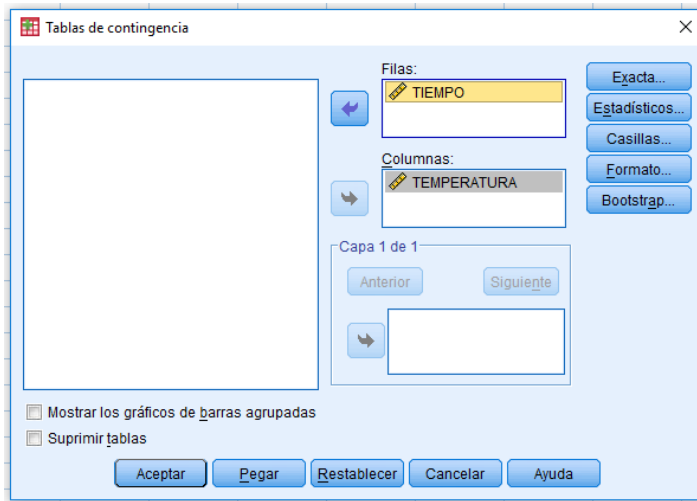 Tablas de contingencia
Filas:
TIEMPO
Columnas:
TEMPERATURA
Capa 1 de 1
Anterior
Siguiente
Exacta...
Estadísticos...
Casillas...
Formato...
Bootstrap...
Mostrar los gráficos de barras agrupadas
Suprimir tablas
Aceptar Pegar Restablecer Cancelar Ayuda